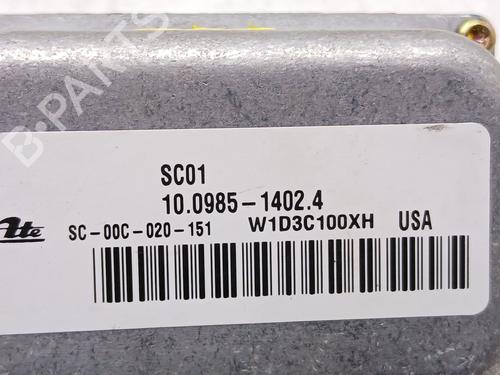 B-PARTS
SC01
10.0985-1402.4
Ate
SC-00C-020-151 W1D3C100XH USA